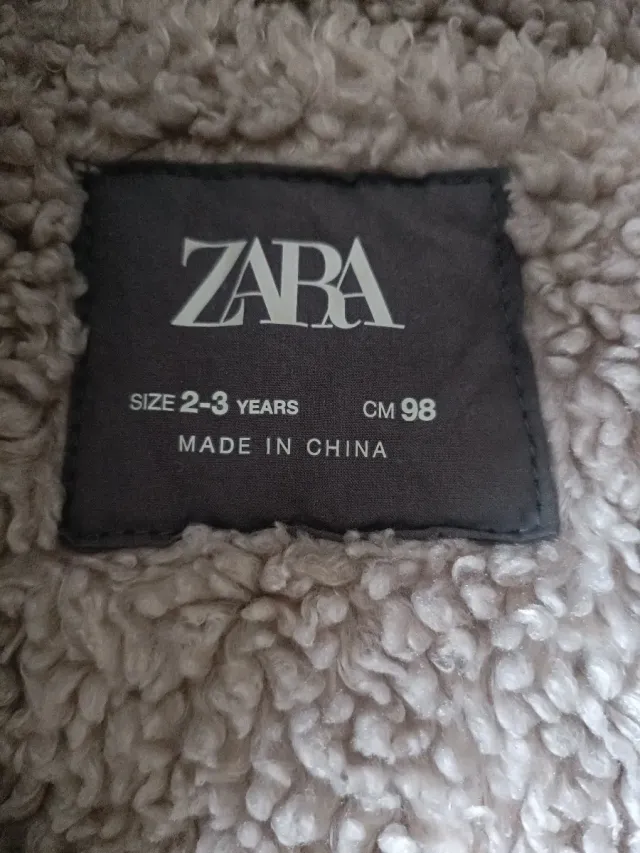 ZARA
SIZE 2-3 YEARS CM 98
MADE IN CHINA